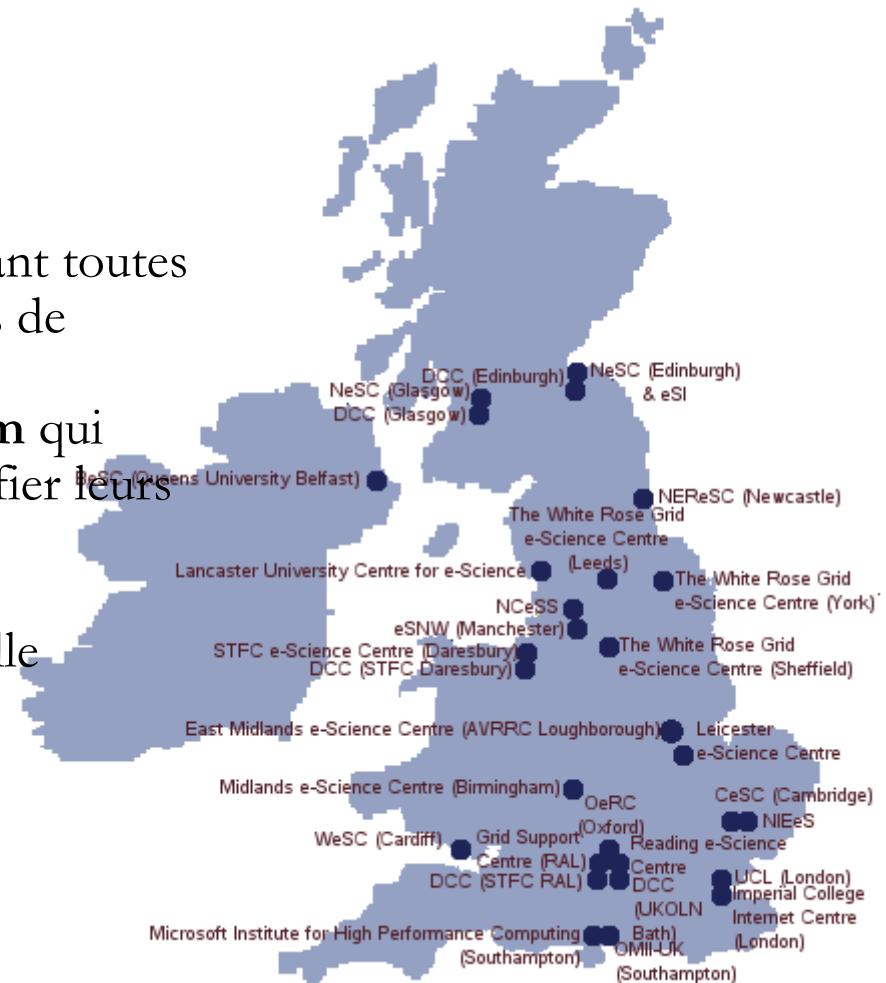 ant toutes
s de
m qui
fier leurs
lle
DCC (Edinburgh)
NeSC (Edinburgh)
& eSI
NeSC (Glasgow)
DCC (Glasgow)
BeSC (Queens University Belfast)
NEReSC (Newcastle)
The White Rose Grid
e-Science Centre
(Leeds)
Lancaster University Centre for e-Science
The White Rose Grid
e-Science Centre (York)
NCeSS
eSNW (Manchester)
STFC e-Science Centre (Daresbury)
DCC (STFC Daresbury)
The White Rose Grid
e-Science Centre (Sheffield)
East Midlands e-Science Centre (AVRRC Loughborough)
Leicester
e-Science Centre
Midlands e-Science Centre (Birmingham)
CeSC (Cambridge)
NIEeS
OeRC
(Oxford)
WeSC (Cardiff)
Grid Support
Centre (RAL)
Reading e-Science
Centre
DCC (STFC RAL)
DCC
(UKOLN
Bath)
UCL (London)
Imperial College
Internet Centre
(London)
Microsoft Institute for High Performance Computing
(Southampton)
OMII-UK
(Southampton)